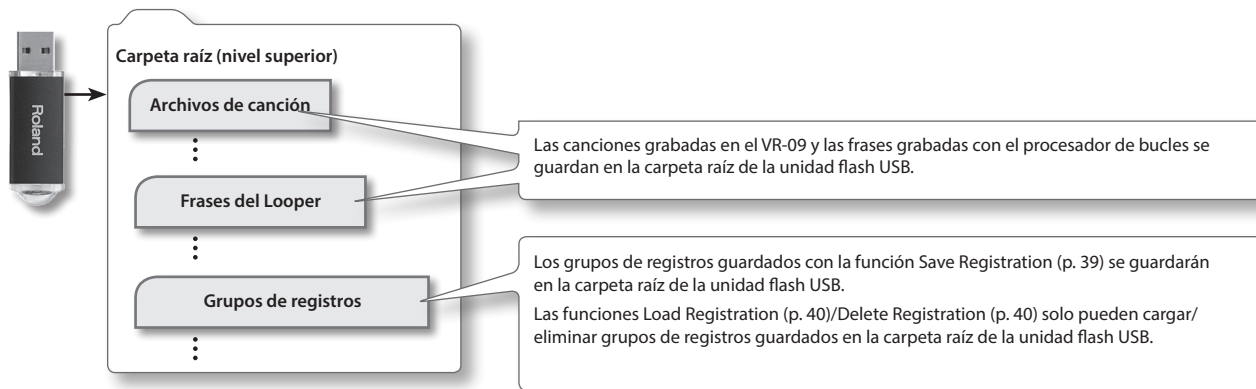 Roland
Carpeta raíz (nivel superior)
Archivos de canción
Frases del Looper
Grupos de registros
Las canciones grabadas en el VR-09 y las frases grabadas con el procesador de bucles se
guardan en la carpeta raíz de la unidad flash USB.
Los grupos de registros guardados con la función Save Registration (p. 39) se guardarán
en la carpeta raíz de la unidad flash USB.
Las funciones Load Registration (p. 40)/Delete Registration (p. 40) solo pueden cargar/
eliminar grupos de registros guardados en la carpeta raíz de la unidad flash USB.